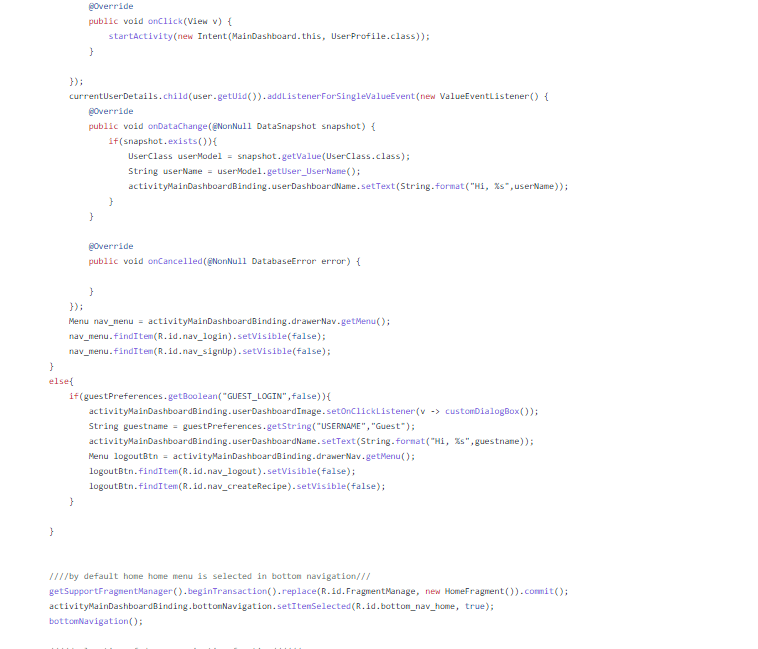 @Override
public void onClick(View v) {
startActivity(new Intent(MainDashboard.this, UserProfile.class));
}
});
currentUserDetails.child(user.getUid()).addListenerForSingleValueEvent(new ValueEventListener() {
@Override
public void onDataChange(@NonNull DataSnapshot snapshot) {
if(snapshot.exists()){
UserClass userModel = snapshot.getValue(UserClass.class);
String userName = userModel.getUser_UserName();
activityMainDashboardBinding.userDashboardName.setText(String.format("Hi, %s",userName));
}
}
@Override
public void onCancelled(@NonNull DatabaseError error) {
}
});
Menu nav_menu = activityMainDashboardBinding.drawerNav.getMenu();
nav_menu.findItem(R.id.nav_login).setVisible(false);
nav_menu.findItem(R.id.nav_signUp).setVisible(false);
}
else{
if(guestPreferences.getBoolean("GUEST_LOGIN",false)){
activityMainDashboardBinding.userDashboardImage.setOnClickListener(v -> customDialogBox());
String guestname = guestPreferences.getString("USERNAME","Guest");
activityMainDashboardBinding.userDashboardName.setText(String.format("Hi, %s",guestname));
Menu logoutBtn = activityMainDashboardBinding.drawerNav.getMenu();
logoutBtn.findItem(R.id.nav_logout).setVisible(false);
logoutBtn.findItem(R.id.nav_createRecipe).setVisible(false);
}
}
////by default home home menu is selected in bottom navigation///
getSupportFragmentManager().beginTransaction().replace(R.id.FragmentManage, new HomeFragment()).commit();
activityMainDashboardBinding.bottomNavigation.setItemSelected(R.id.bottom_nav_home, true);
bottomNavigation();